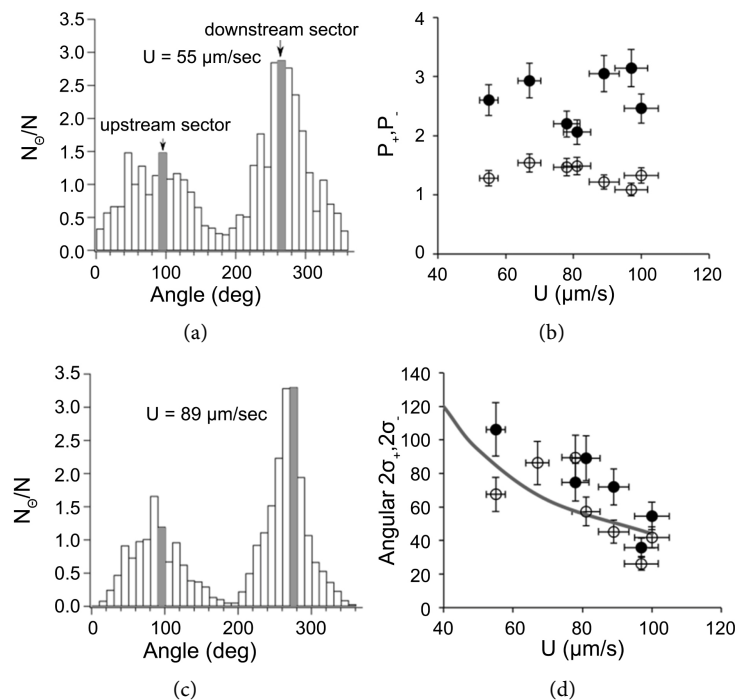 3.5
3.0
2.5
2.0
1.5
1.0
0.5
0.0
N_Θ/N
downstream sector
U = 55 µm/sec
upstream sector
0 100 200 300
Angle (deg)
(a)
4
3
2
1
0
P₊,P₋
40 60 80 100 120
U (µm/s)
(b)
3.5
3.0
2.5
2.0
1.5
1.0
0.5
0.0
N_Θ/N
U = 89 µm/sec
0 100 200 300
Angle (deg)
(c)
140
120
100
80
60
40
20
0
Angular 2σ₊,2σ₋
40 60 80 100 120
U (µm/s)
(d)